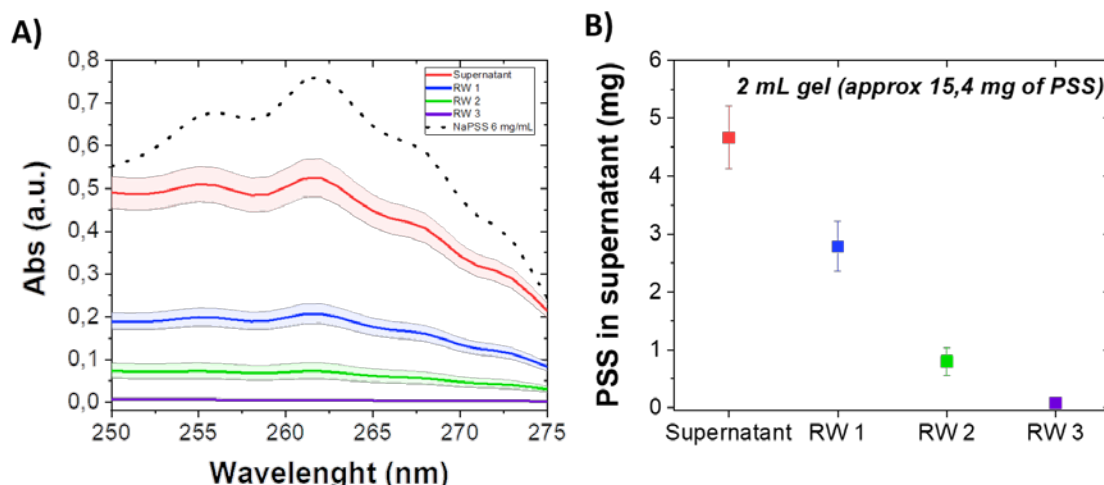 A)
Abs (a.u.)
0,8
0,7
0,6
0,5
0,4
0,3
0,2
0,1
0,0
Supernatant
RW 1
RW 2
RW 3
NaPSS 6 mg/mL
250 255 260 265 270 275
Wavelenght (nm)
B)
PSS in supernatant (mg)
6
5
4
3
2
1
0
2 mL gel (approx 15,4 mg of PSS)
Supernatant RW 1 RW 2 RW 3